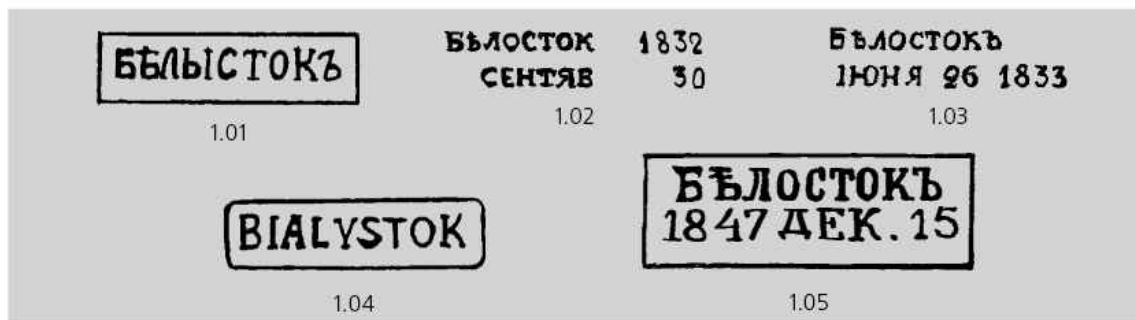 БѢЛЫСТОКЪ
1.01
БѢЛОСТОК 1832
СЕНТЯВ 30
1.02
БѢЛОСТОКЪ
ІЮНЯ 26 1833
1.03
BIALYSTOK
1.04
БѢЛОСТОКЪ
1847 ДЕК. 15
1.05